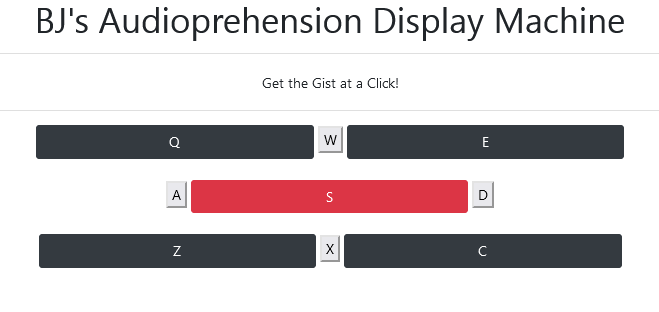 BJ's Audioprehension Display Machine
Get the Gist at a Click!
Q W E
A S D
Z X C